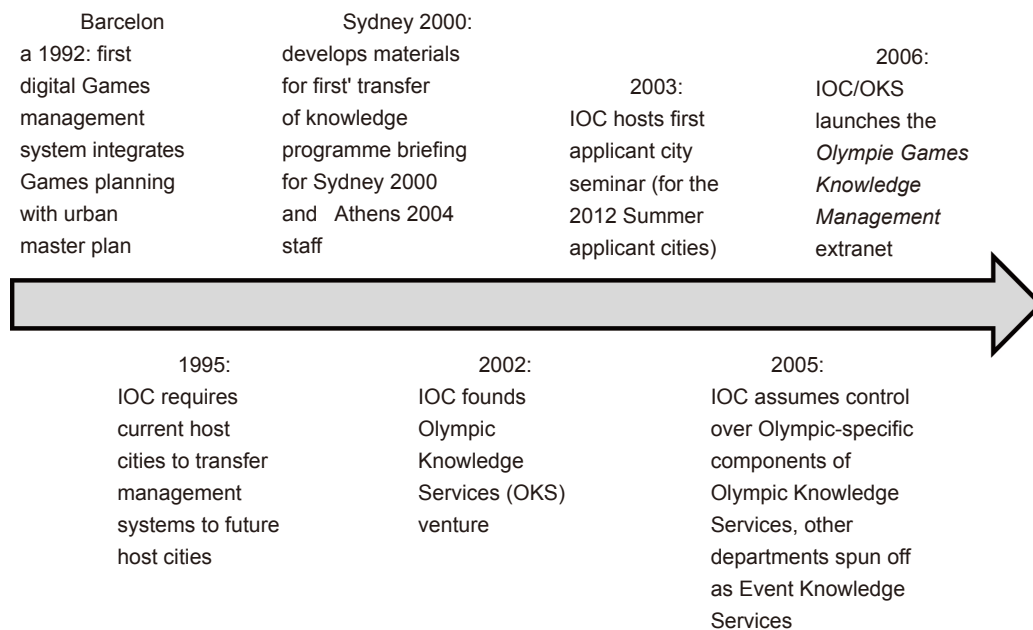 Barcelon
a 1992: first
digital Games
management
system integrates
Games planning
with urban
master plan
Sydney 2000:
develops materials
for first' transfer
of knowledge
programme briefing
for Sydney 2000
and Athens 2004
staff
2003:
IOC hosts first
applicant city
seminar (for the
2012 Summer
applicant cities)
2006:
IOC/OKS
launches the
Olympie Games
Knowledge
Management
extranet
1995:
IOC requires
current host
cities to transfer
management
systems to future
host cities
2002:
IOC founds
Olympic
Knowledge
Services (OKS)
venture
2005:
IOC assumes control
over Olympic-specific
components of
Olympic Knowledge
Services, other
departments spun off
as Event Knowledge
Services